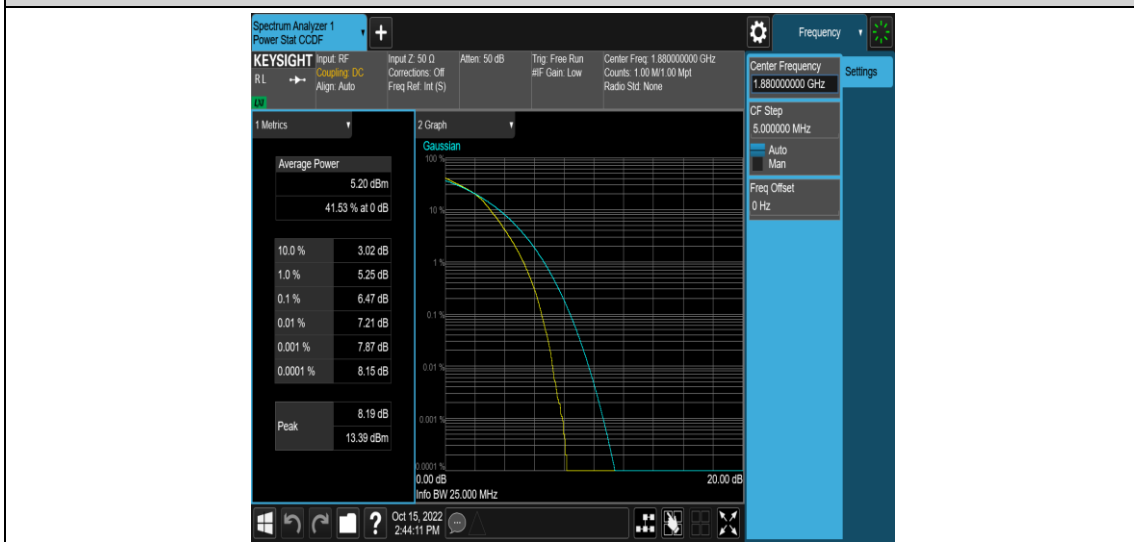 Spectrum Analyzer 1
Power Stat CCDF
+
Frequency
KEYSIGHT
RL
Input: RF
Coupling: DC
Align: Auto
Input Z: 50 Ω
Corrections: Off
Freq Ref: Int (S)
Atten: 50 dB
Trig: Free Run
#IF Gain: Low
Center Freq: 1.880000000 GHz
Counts: 1.00 M/1.00 Mpt
Radio Std: None
Center Frequency
1.880000000 GHz
Settings
CF Step
5.000000 MHz
Auto
Man
Freq Offset
0 Hz
1 Metrics
Average Power
5.20 dBm
41.53 % at 0 dB
10.0 % 3.02 dB
1.0 % 5.25 dB
0.1 % 6.47 dB
0.01 % 7.21 dB
0.001 % 7.87 dB
0.0001 % 8.15 dB
Peak
8.19 dB
13.39 dBm
2 Graph
Gaussian
100 %
10 %
1 %
0.1 %
0.01 %
0.001 %
0.0001 %
0.00 dB 20.00 dB
Info BW 25.000 MHz
?
Oct 15, 2022
2:44:11 PM